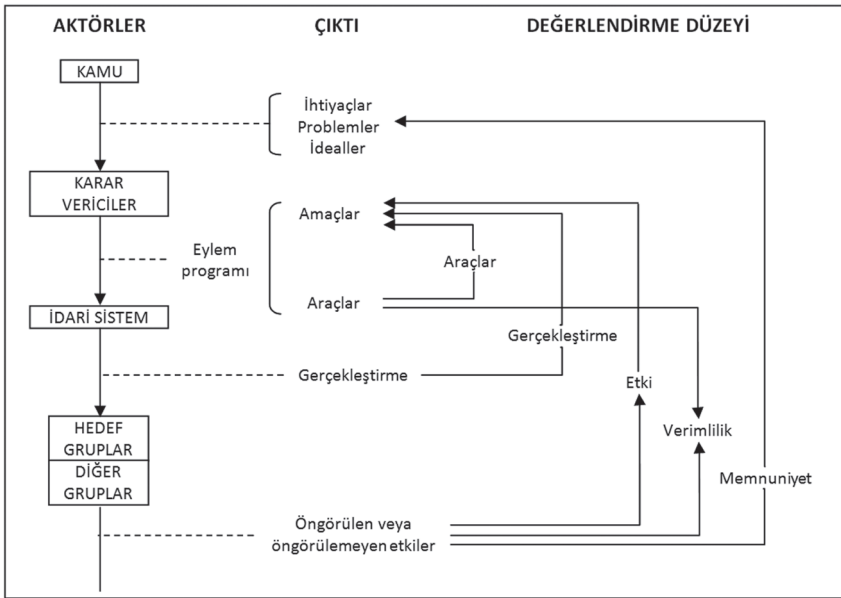 AKTÖRLER ÇIKTI DEĞERLENDİRME DÜZEYİ
KAMU
İhtiyaçlar
Problemler
İdealler
KARAR
VERİCİLER
Amaçlar
Eylem
programı
Araçlar
Araçlar
İDARİ SİSTEM
Gerçekleştirme
Gerçekleştirme
Etki
HEDEF
GRUPLAR
DİĞER
GRUPLAR
Verimlilik
Memnuniyet
Öngörülen veya
öngörülemeyen etkiler